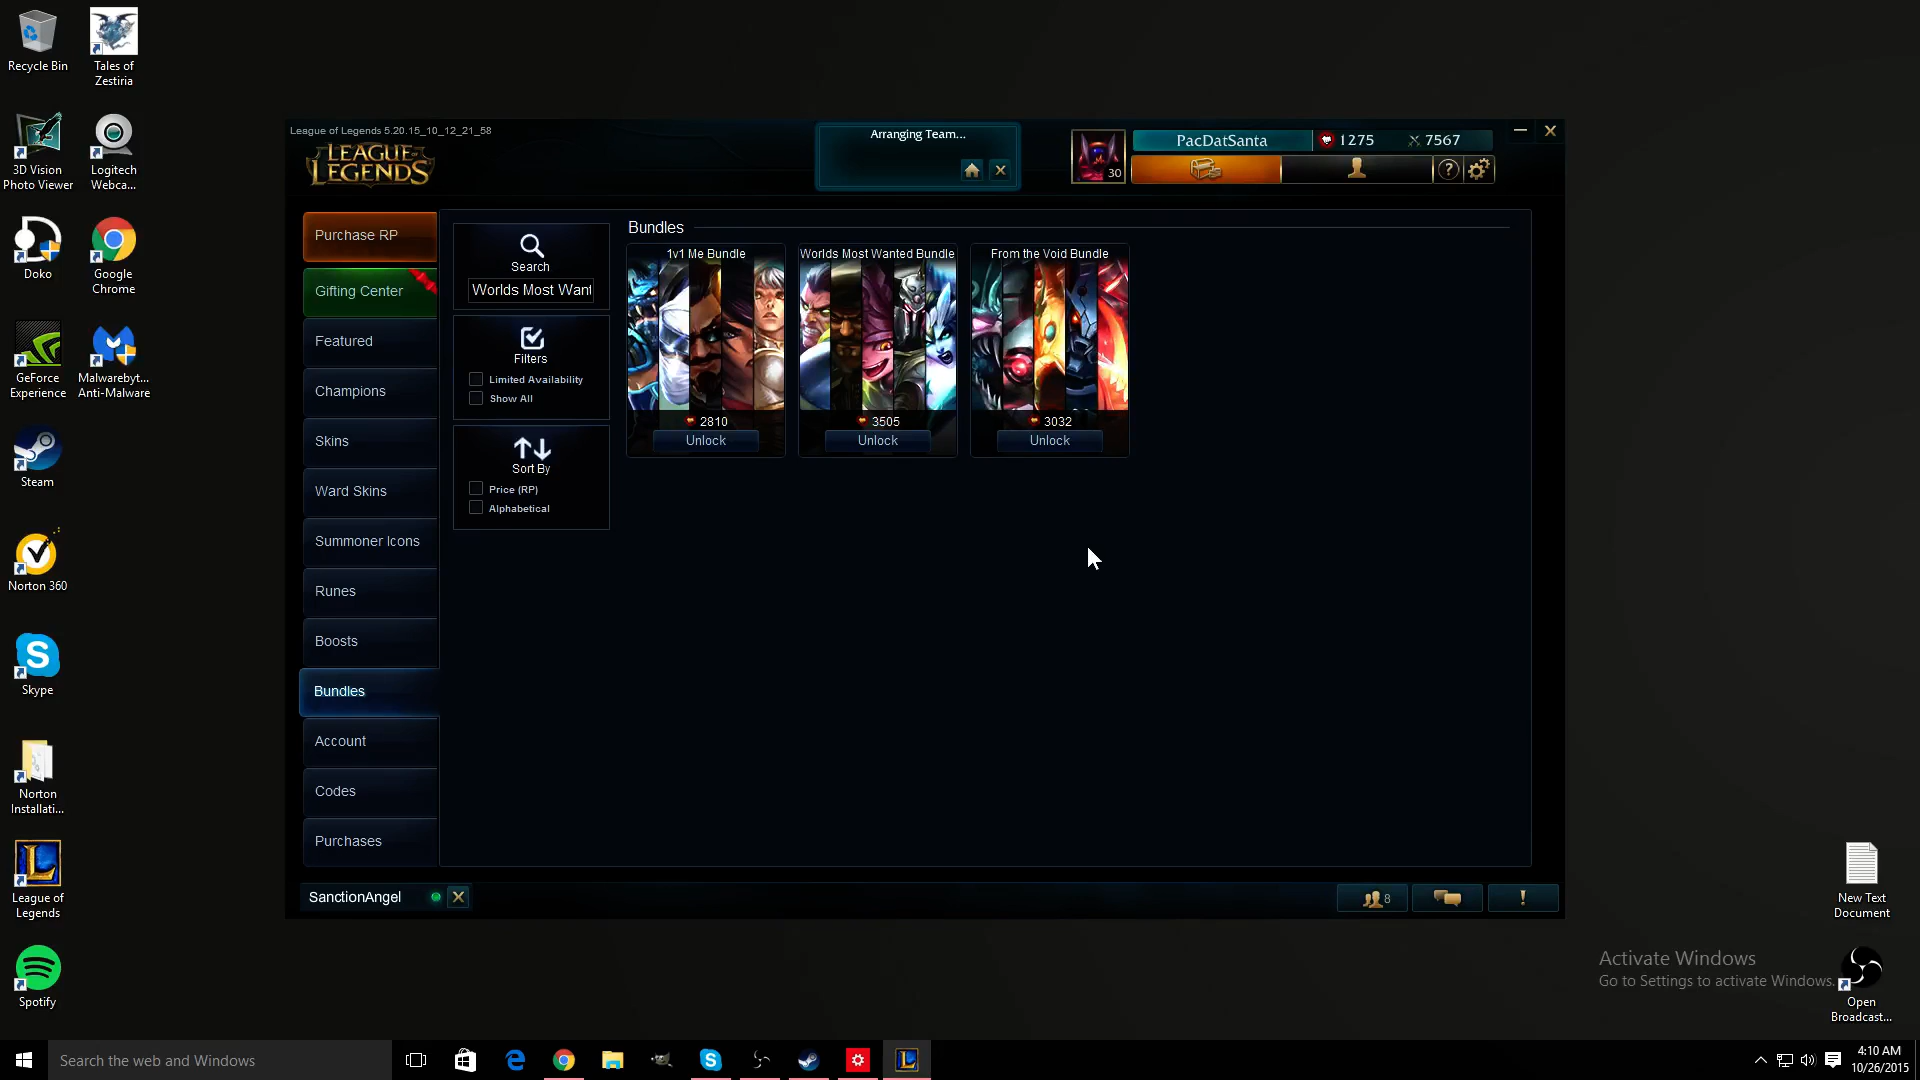 Recycle Bin
Tales of
Zestiria
3D Vision
Photo Viewer
Logitech
Webca...
Doko
Google
Chrome
GeForce
Experience
Malwarebyt...
Anti-Malware
Steam
Norton 360
Skype
Norton
Installati...
League of
Legends
Spotify
League of Legends 5.20.15_10_12_21_58
LEAGUE OF
LEGENDS
Arranging Team...
30
PacDatSanta
1275
7567
?
Purchase RP
Gifting Center
Featured
Champions
Skins
Ward Skins
Summoner Icons
Runes
Boosts
Bundles
Account
Codes
Purchases
Search
Worlds Most Want
Filters
Limited Availability
Show All
Sort By
Price (RP)
Alphabetical
Bundles
1v1 Me Bundle
2810
Unlock
Worlds Most Wanted Bundle
3505
Unlock
From the Void Bundle
3032
Unlock
SanctionAngel
8
!
New Text
Document
Activate Windows
Go to Settings to activate Windows.
Open
Broadcast...
Search the web and Windows
4:10 AM
10/26/2015